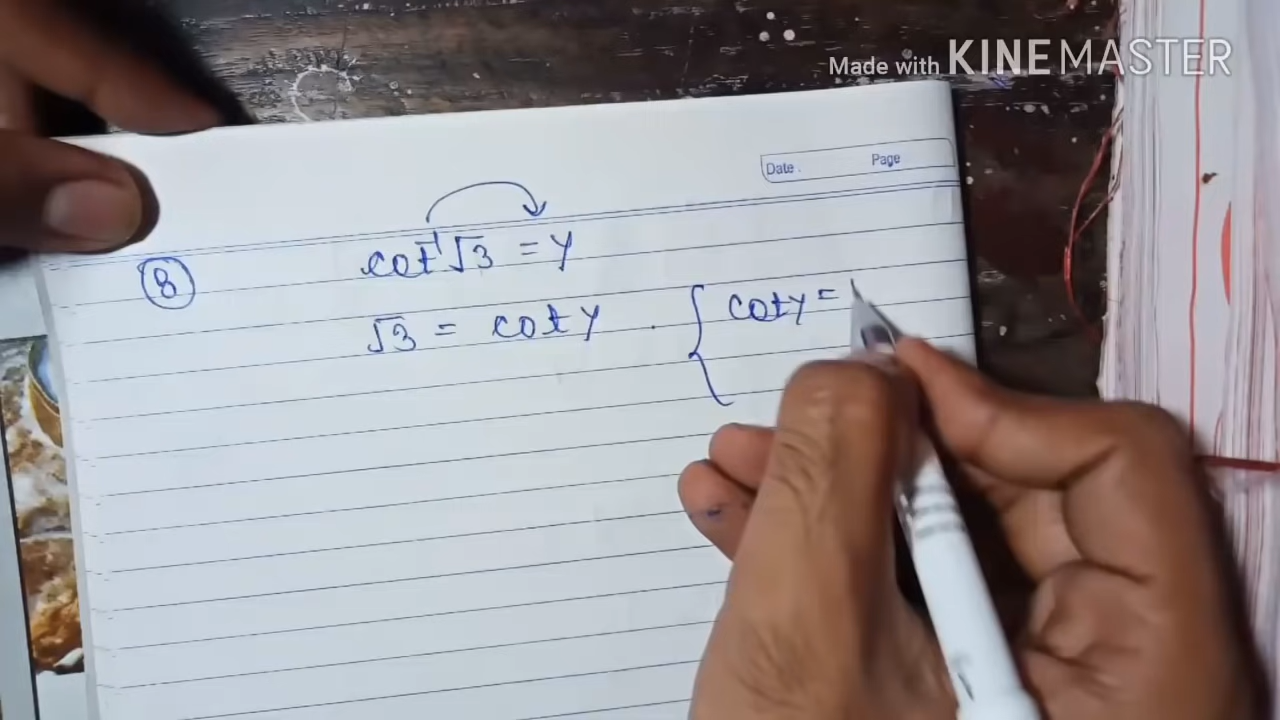 Made with KINEMASTER
Date. Page
8 cot⁻¹√3 = y
√3 = cot y { cot y =